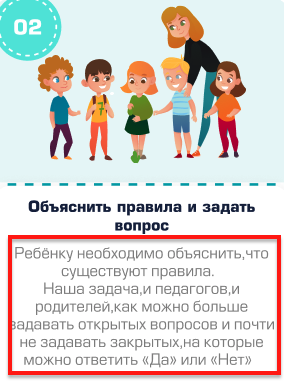 02
Объяснить правила и задать
вопрос
Ребёнку необходимо объяснить,что
существуют правила.
Наша задача,и педагогов,и
родителей,как можно больше
задавать открытых вопросов и почти
не задавать закрытых,на которые
можно ответить «Да» или «Нет»